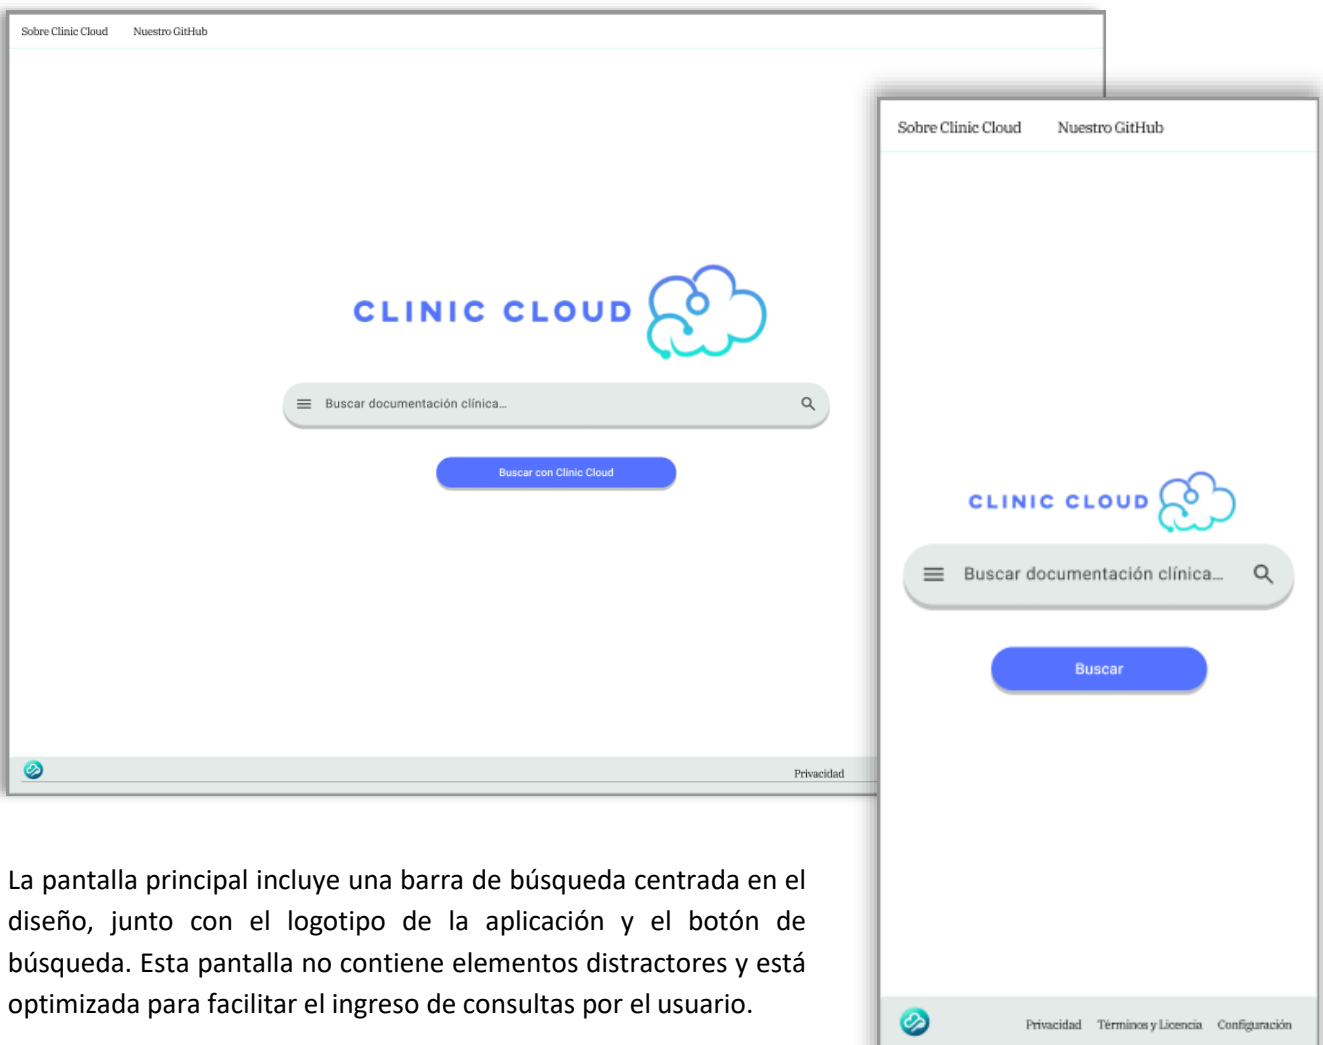 Sobre Clinic Cloud Nuestro GitHub
CLINIC CLOUD
Buscar documentación clínica...
Buscar con Clinic Cloud
Privacidad
Sobre Clinic Cloud Nuestro GitHub
CLINIC CLOUD
Buscar documentación clínica...
Buscar
Privacidad Términos y Licencia Configuración
La pantalla principal incluye una barra de búsqueda centrada en el
diseño, junto con el logotipo de la aplicación y el botón de
búsqueda. Esta pantalla no contiene elementos distractores y está
optimizada para facilitar el ingreso de consultas por el usuario.